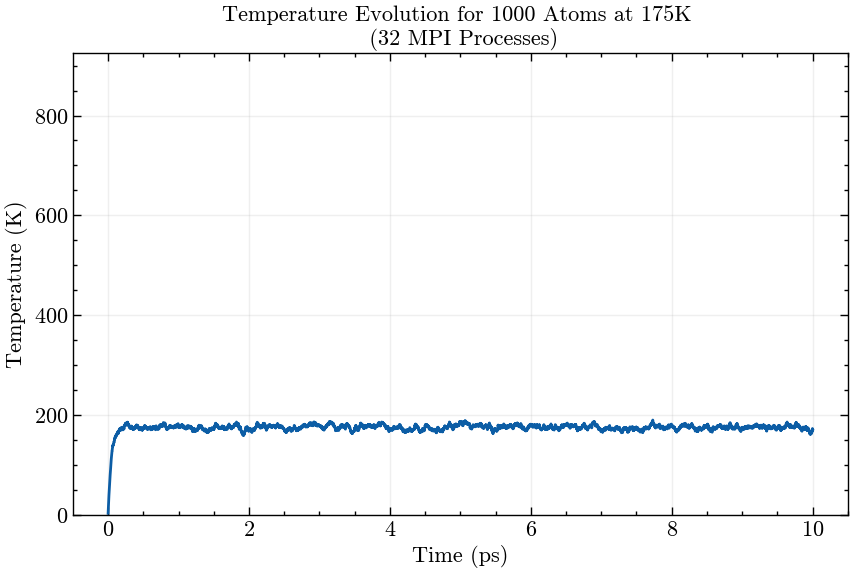 Temperature Evolution for 1000 Atoms at 175K
(32 MPI Processes)
Temperature (K)
800
600
400
200
0
0 2 4 6 8 10
Time (ps)